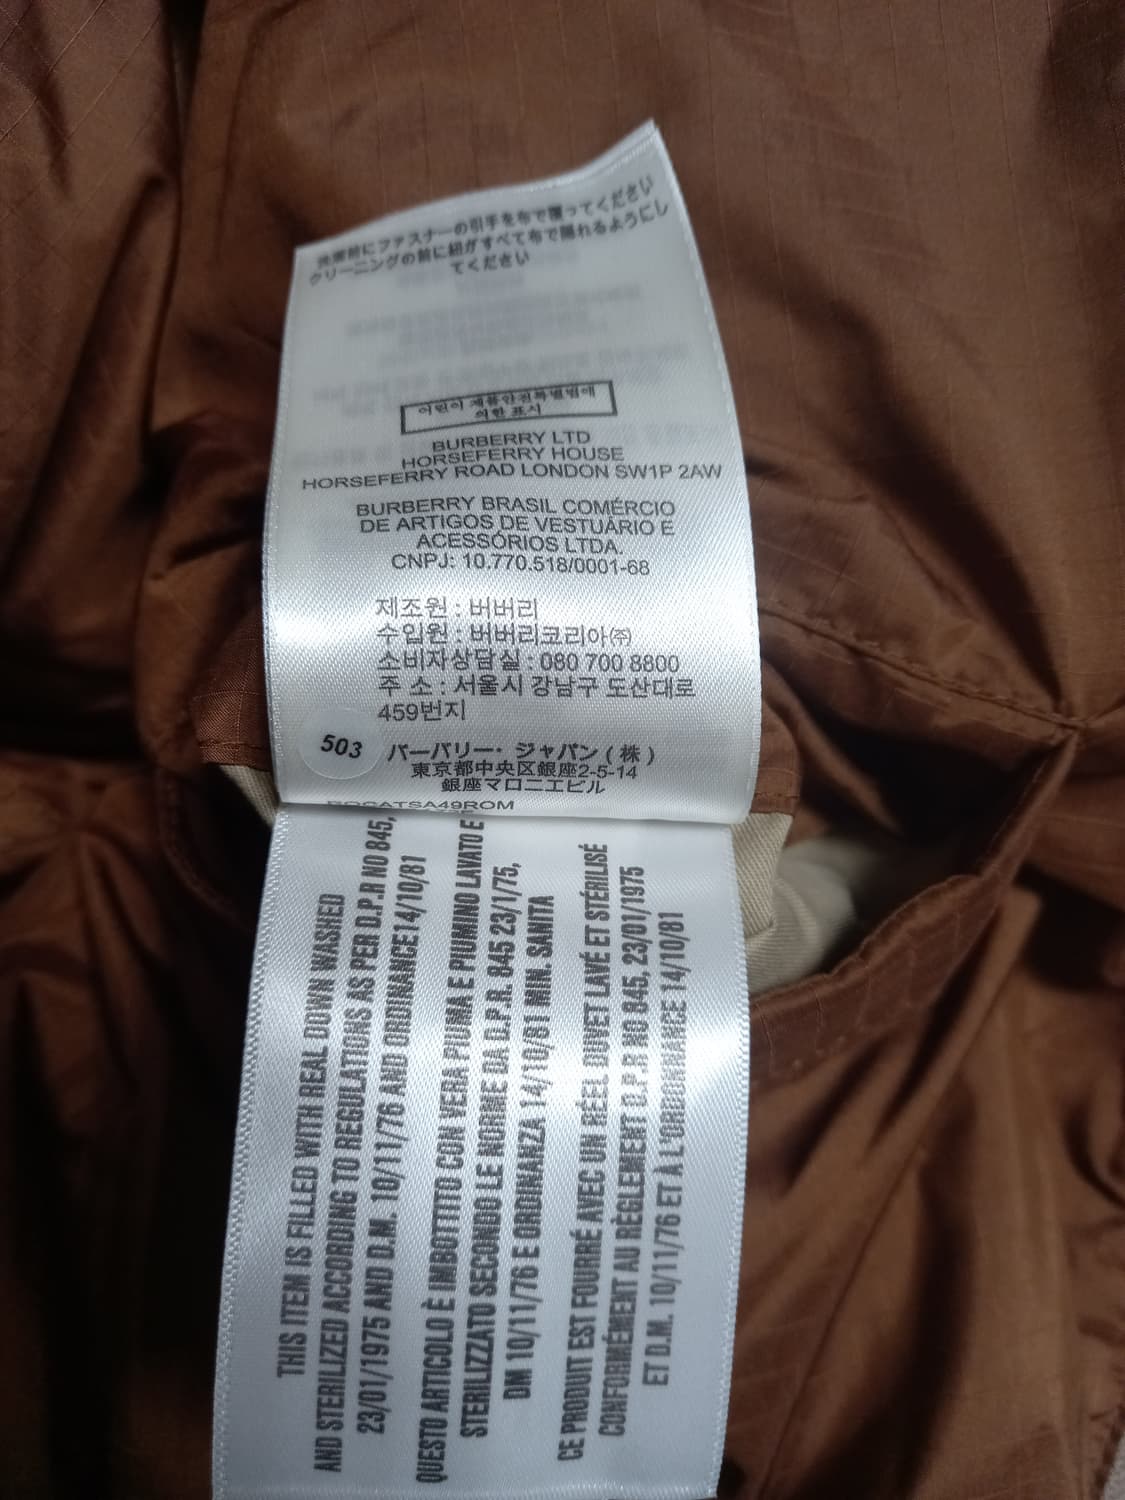 洗濯前にファスナーの引手を布で覆ってください
クリーニングの前に紐がすべて布で隠れるようにし
てください
어린이 제품안전특별법에
의한 표시
BURBERRY LTD
HORSEFERRY HOUSE
HORSEFERRY ROAD LONDON SW1P 2AW
BURBERRY BRASIL COMÉRCIO
DE ARTIGOS DE VESTUÁRIO E
ACESSÓRIOS LTDA.
CNPJ: 10.770.518/0001-68
제조원 : 버버리
수입원 : 버버리코리아㈜
소비자상담실 : 080 700 8800
주 소 : 서울시 강남구 도산대로
459번지
503
バーバリー・ジャパン ( 株 )
東京都中央区銀座2-5-14
銀座マロニエビル
ROCATSA49ROM
THIS ITEM IS FILLED WITH REAL DOWN WASHED
AND STERILIZED ACCORDING TO REGULATIONS AS PER D.P.R NO 845,
23/01/1975 AND D.M. 10/11/76 AND ORDINANCE14/10/81
QUESTO ARTICOLO È IMBOTTITO CON VERA PIUMA E PIUMINO LAVATO E
STERILIZZATO SECONDO LE NORME DA D.P.R. 845 23/1/75,
DM 10/11/76 E ORDINANZA 14/10/81 MIN. SANITA
CE PRODUIT EST FOURRÉ AVEC UN RÉEL DUVET LAVÉ ET STÉRILISÉ
CONFORMÉMENT AU RÈGLEMENT D.P.R NO 845, 23/01/1975
ET D.M. 10/11/76 ET À L'ORDONNANCE 14/10/81